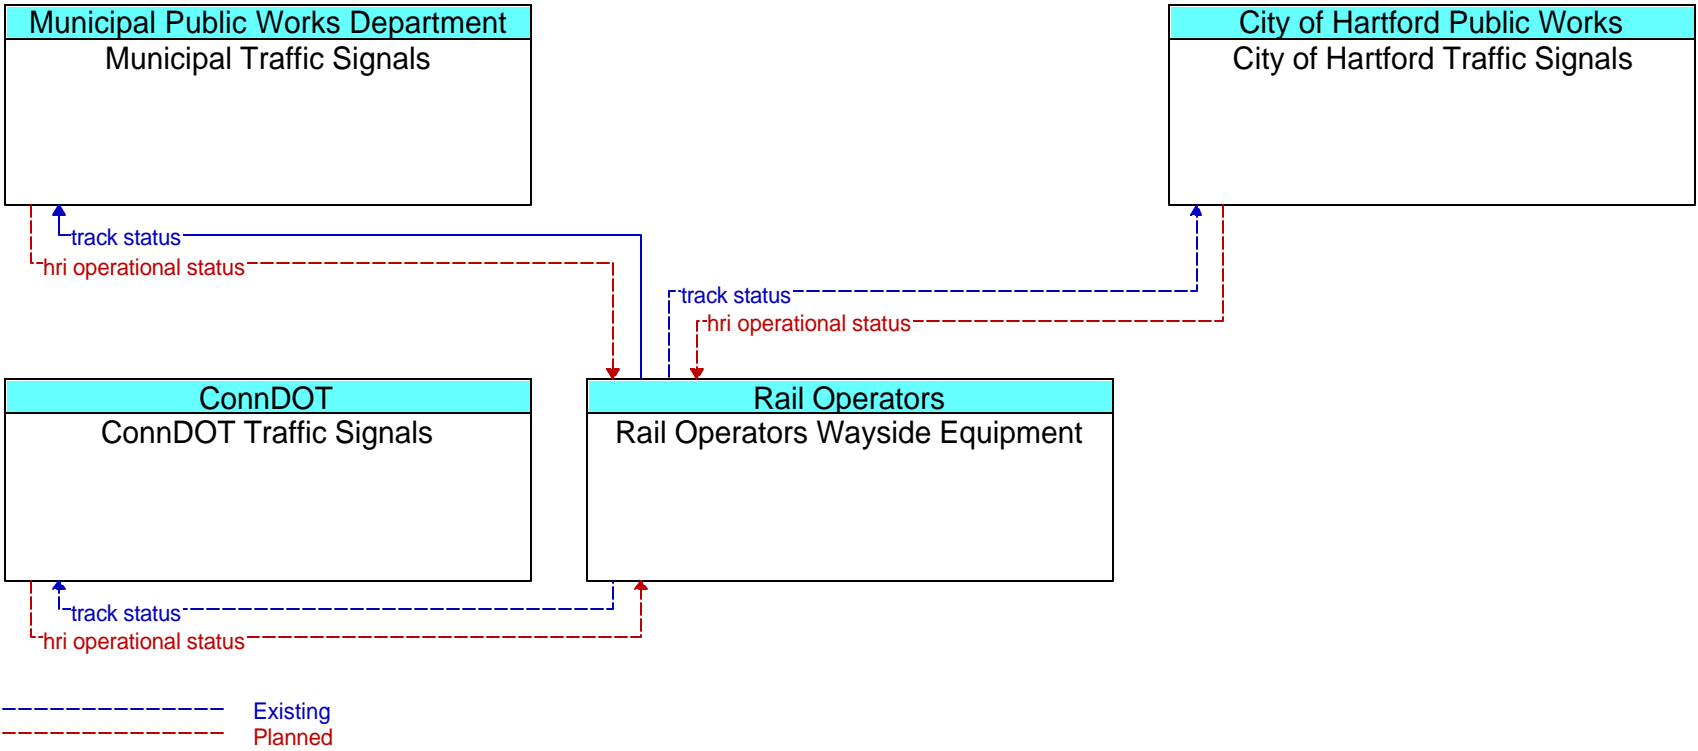 Municipal Public Works Department
Municipal Traffic Signals
City of Hartford Public Works
City of Hartford Traffic Signals
track status
hri operational status
track status
hri operational status
ConnDOT
ConnDOT Traffic Signals
Rail Operators
Rail Operators Wayside Equipment
track status
hri operational status
Existing
Planned